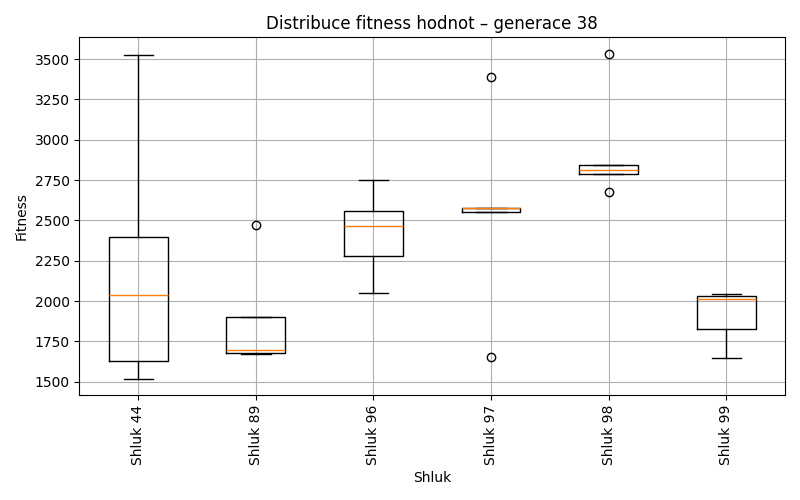 Distribuce fitness hodnot – generace 38
Fitness
3500
3250
3000
2750
2500
2250
2000
1750
1500
Shluk 44
Shluk 89
Shluk 96
Shluk 97
Shluk 98
Shluk 99
Shluk